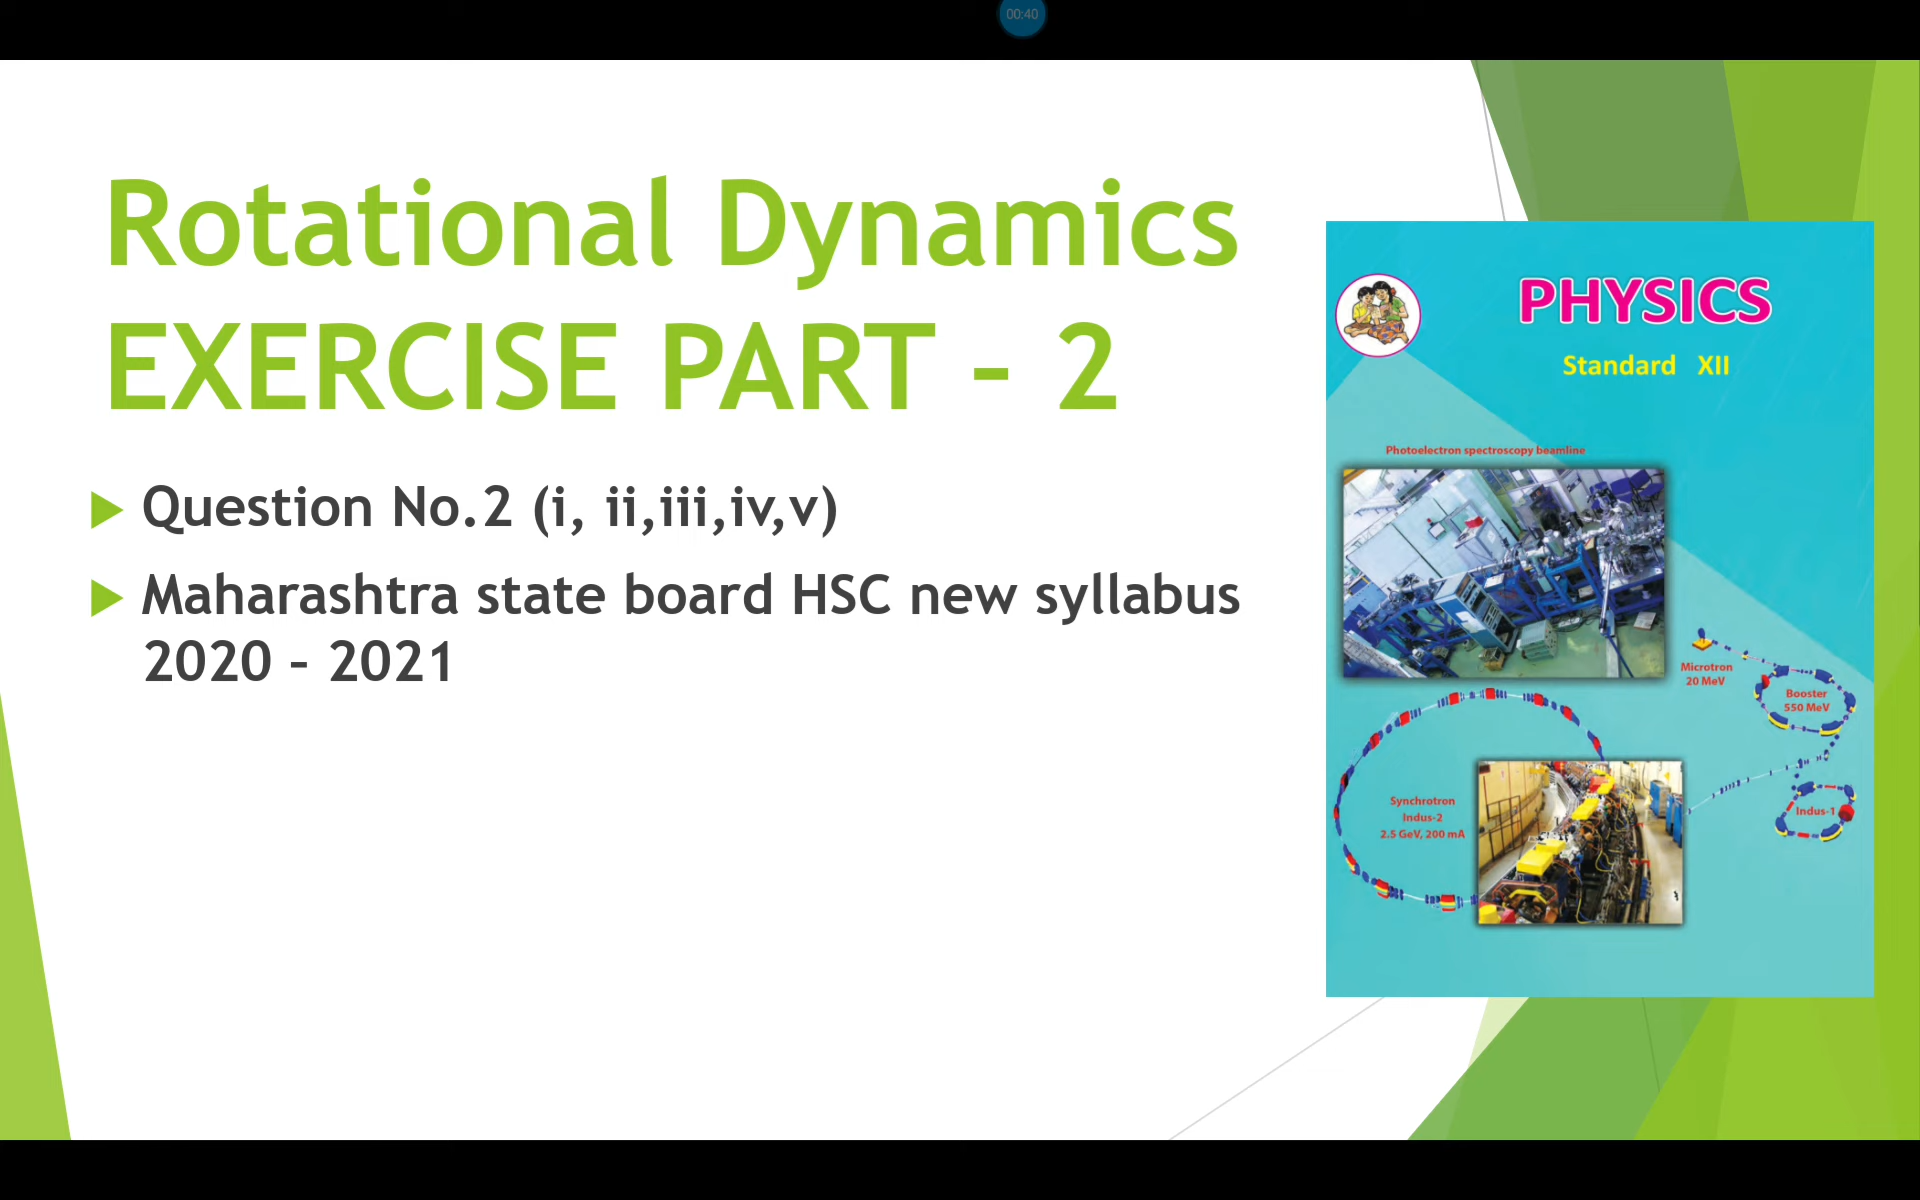 00:40
Rotational Dynamics
EXERCISE PART – 2
Question No.2 (i, ii,iii,iv,v)
Maharashtra state board HSC new syllabus
2020 – 2021
PHYSICS
Standard XII
Photoelectron spectroscopy beamline
Microtron
20 MeV
Booster
550 MeV
Synchrotron
Indus-2
2.5 GeV, 200 mA
Indus-1